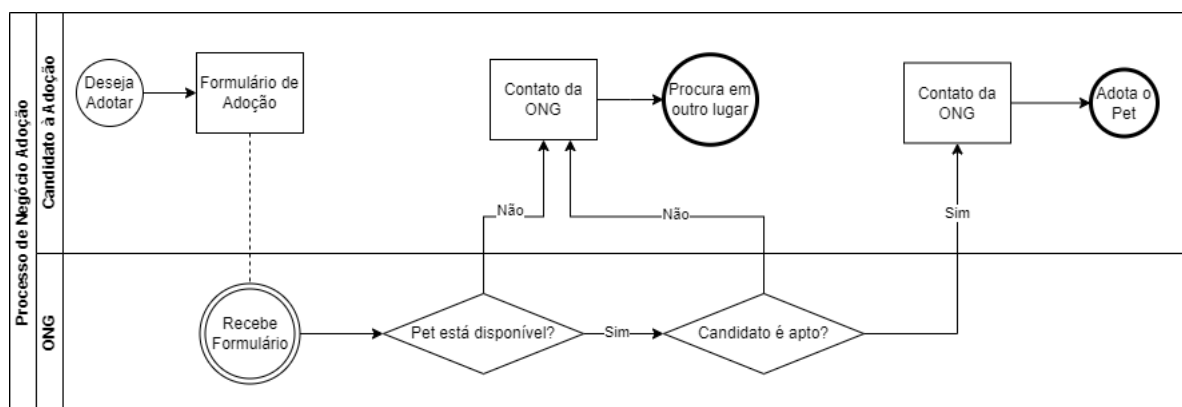 Processo de Negócio Adoção
Candidato à Adoção
Deseja
Adotar
Formulário de
Adoção
Contato da
ONG
Procura em
outro lugar
Contato da
ONG
Adota o
Pet
Não
Não
Sim
ONG
Recebe
Formulário
Pet está disponível?
Sim
Candidato é apto?